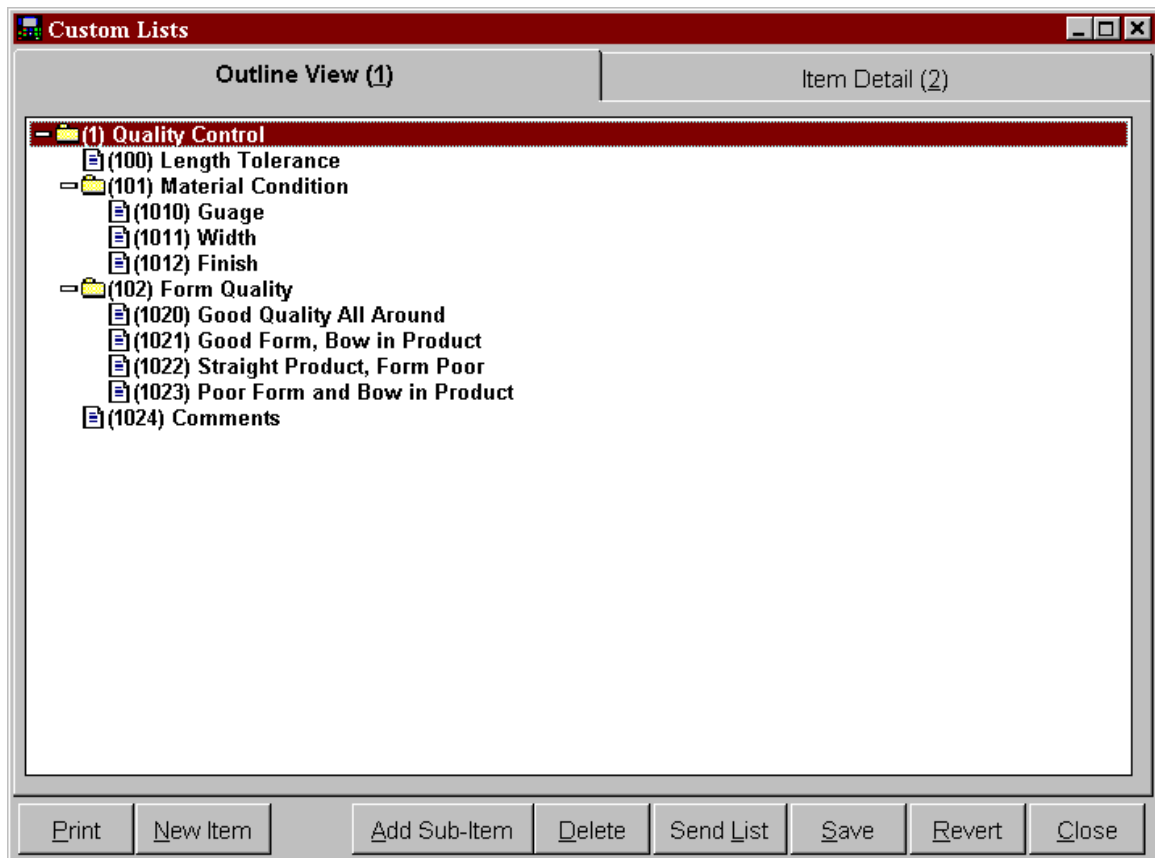 Custom Lists
Outline View (1) Item Detail (2)
(1) Quality Control
(100) Length Tolerance
(101) Material Condition
(1010) Guage
(1011) Width
(1012) Finish
(102) Form Quality
(1020) Good Quality All Around
(1021) Good Form, Bow in Product
(1022) Straight Product, Form Poor
(1023) Poor Form and Bow in Product
(1024) Comments
Print New Item Add Sub-Item Delete Send List Save Revert Close